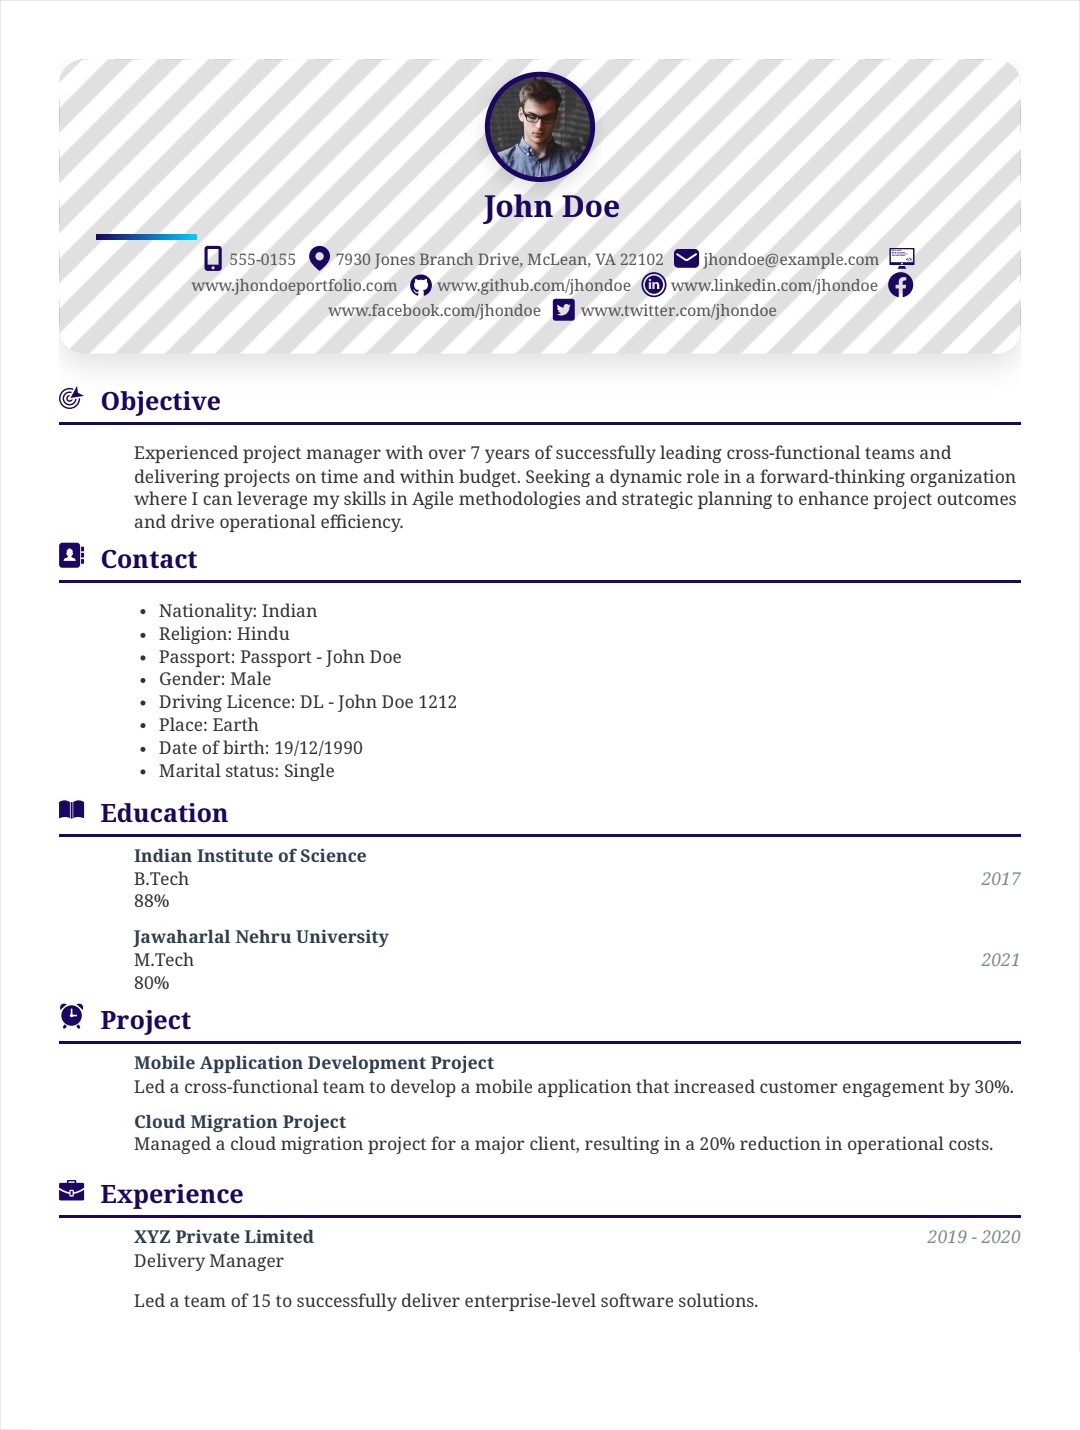 John Doe
555-0155 7930 Jones Branch Drive, McLean, VA 22102 jhondoe@example.com
www.jhondoeportfolio.com www.github.com/jhondoe www.linkedin.com/jhondoe
www.facebook.com/jhondoe www.twitter.com/jhondoe
Objective
Experienced project manager with over 7 years of successfully leading cross-functional teams and
delivering projects on time and within budget. Seeking a dynamic role in a forward-thinking organization
where I can leverage my skills in Agile methodologies and strategic planning to enhance project outcomes
and drive operational efficiency.
Contact
• Nationality: Indian
• Religion: Hindu
• Passport: Passport - John Doe
• Gender: Male
• Driving Licence: DL - John Doe 1212
• Place: Earth
• Date of birth: 19/12/1990
• Marital status: Single
Education
Indian Institute of Science
B.Tech 2017
88%
Jawaharlal Nehru University
M.Tech 2021
80%
Project
Mobile Application Development Project
Led a cross-functional team to develop a mobile application that increased customer engagement by 30%.
Cloud Migration Project
Managed a cloud migration project for a major client, resulting in a 20% reduction in operational costs.
Experience
XYZ Private Limited 2019 - 2020
Delivery Manager
Led a team of 15 to successfully deliver enterprise-level software solutions.